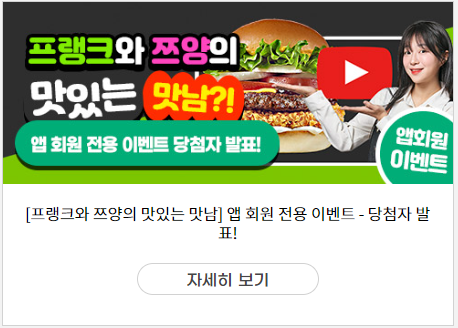 프랭크와 쯔양의
맛있는 맛남?!
앱 회원 전용 이벤트 당첨자 발표!
앱회원
이벤트
[프랭크와 쯔양의 맛있는 맛남] 앱 회원 전용 이벤트 - 당첨자 발
표!
자세히 보기